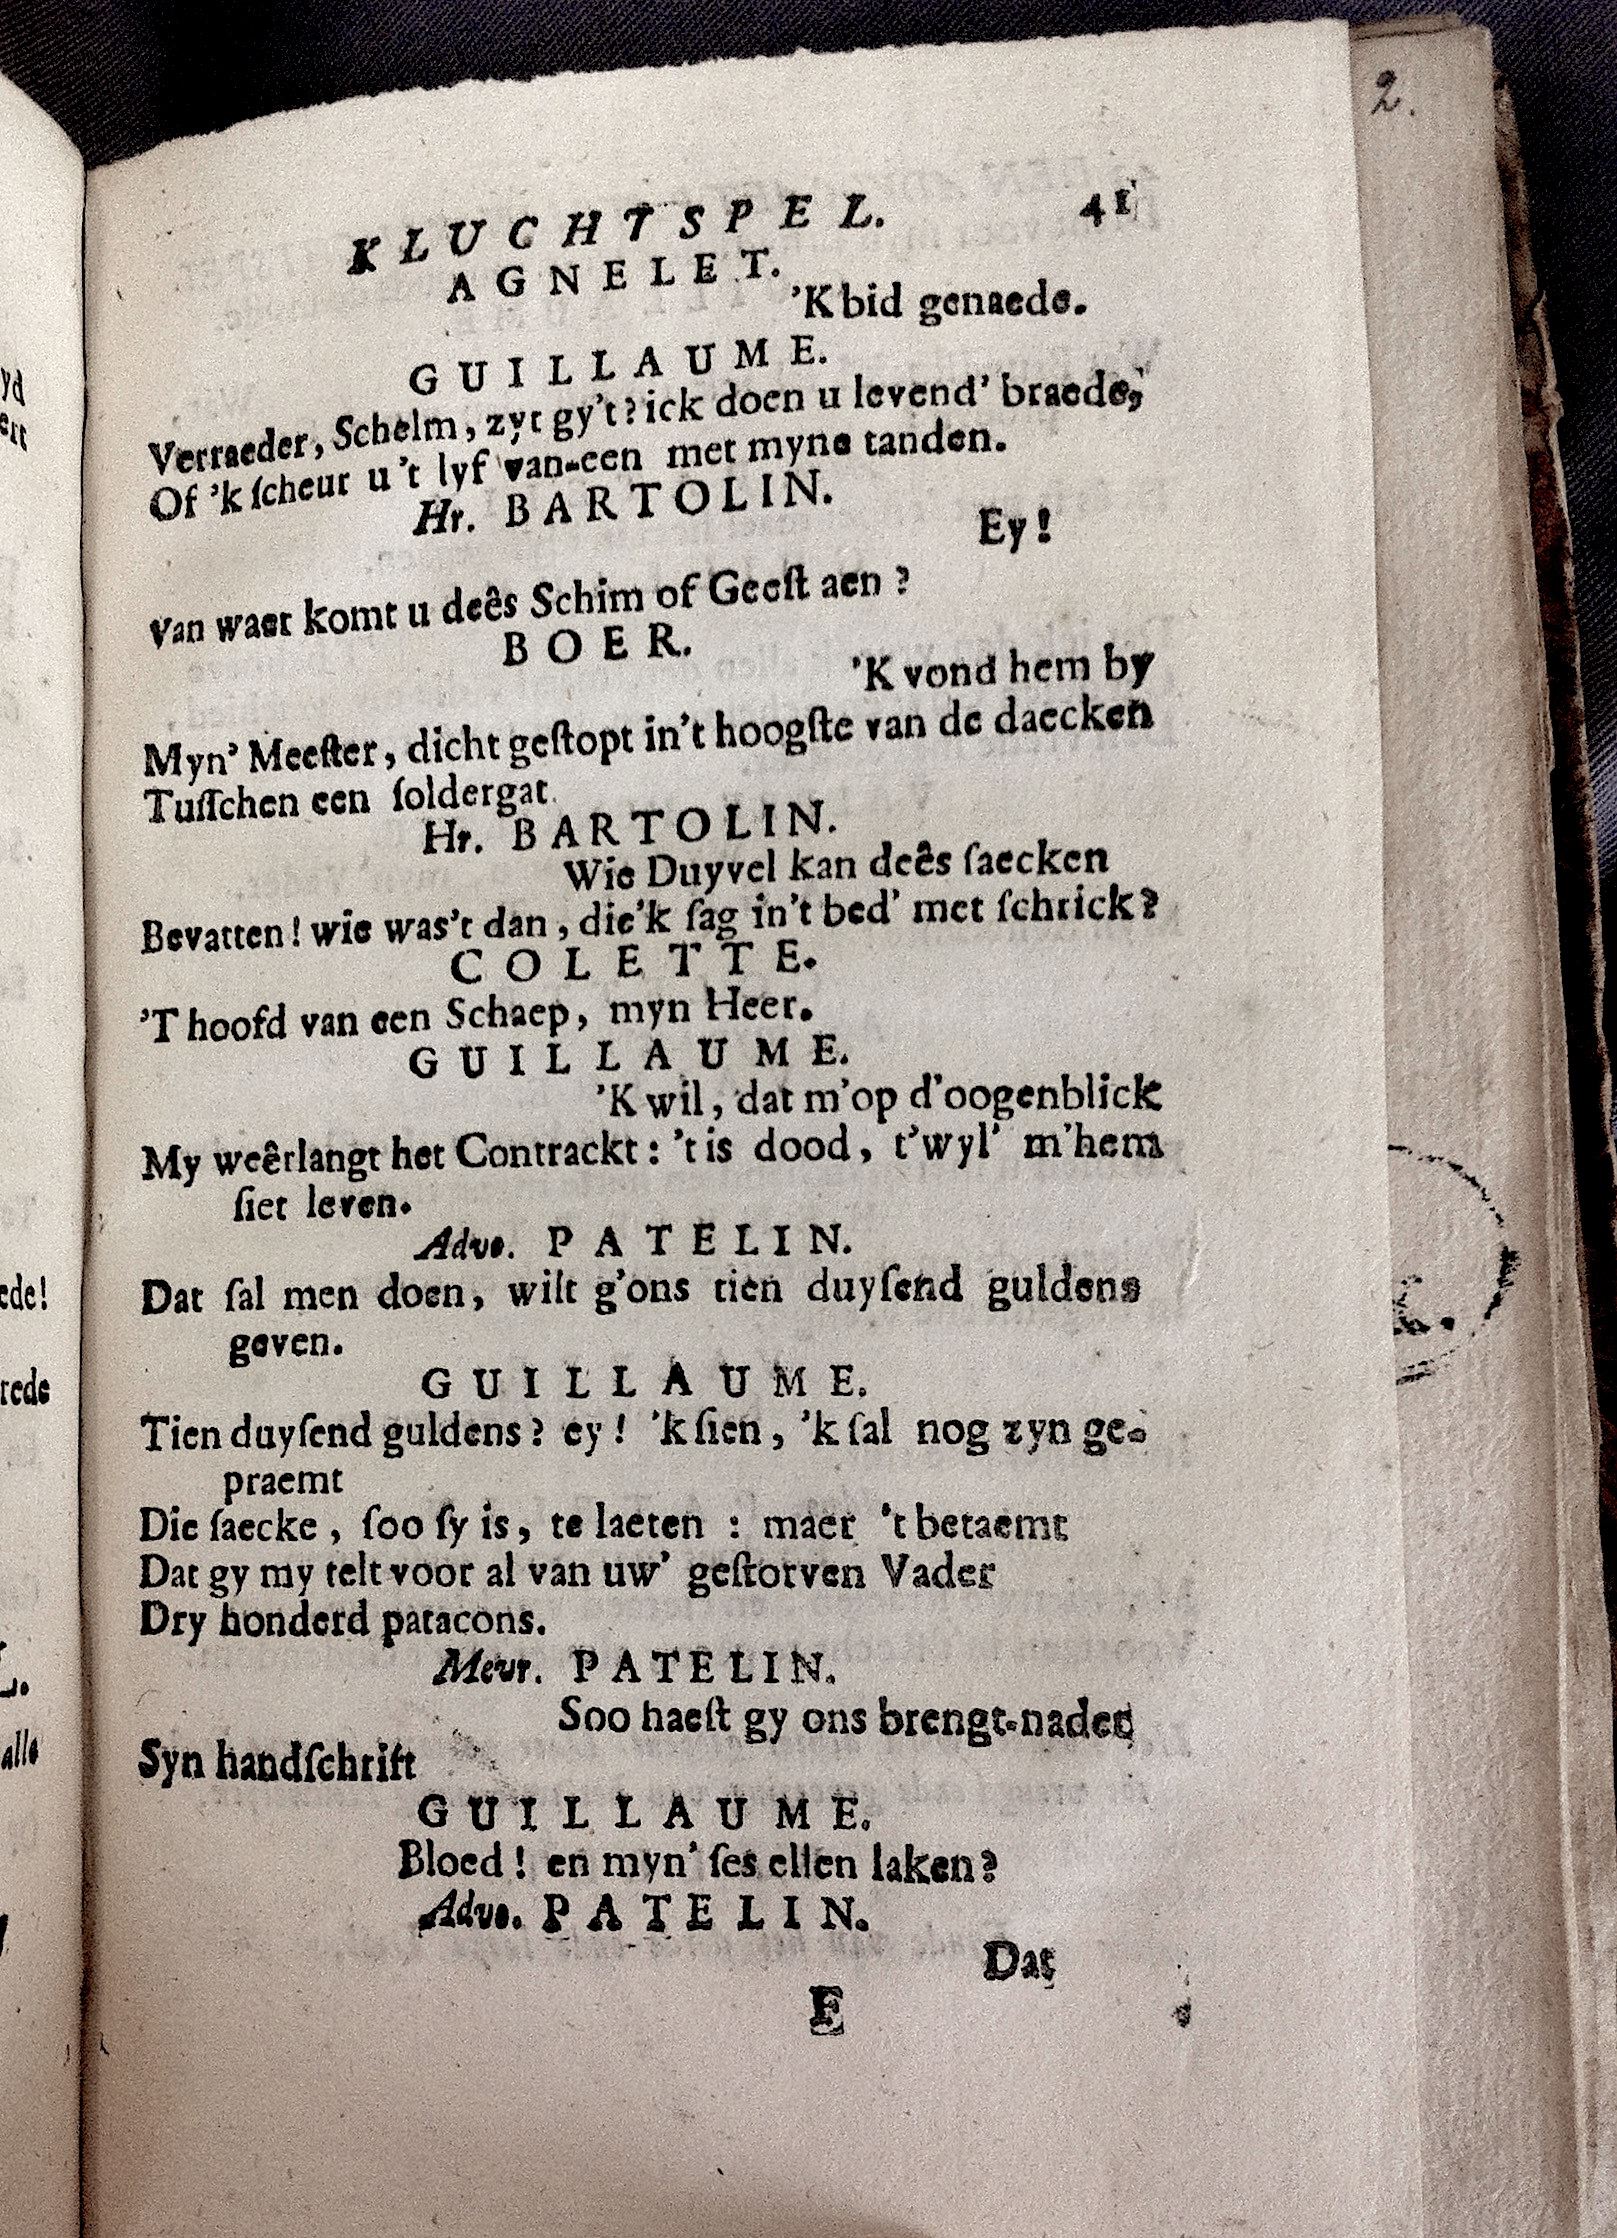 2.
KLUCHTSPEL. 41
AGNELET.
'K bid genaede.
GUILLAUME.
Verraeder, Schelm, zyt gy't? ick doen u levend' braede,
Of 'k ſcheur u 't lyf van-een met myne tanden.
Hr. BARTOLIN.
Ey!
Van waer komt u deês Schim of Geeſt aen?
BOER.
'K vond hem by
Myn' Meeſter, dicht geſtopt in't hoogſte van de daecken
Tuſſchen een ſoldergat.
Hr. BARTOLIN.
Wie Duyvel kan deês ſaecken
Bevatten! wie was't dan, die'k ſag in't bed' met ſchrick?
COLETTE.
'T hoofd van een Schaep, myn Heer.
GUILLAUME.
'K wil, dat m'op d'oogenblick
My weêrlangt het Contrackt: 't is dood, t'wyl' m'hem
ſiet leven.
Advo. PATELIN.
Dat ſal men doen, wilt g'ons tien duyſend guldens
geven.
GUILLAUME.
Tien duyſend guldens? ey! 'k ſien, 'k ſal nog zyn ge-
praemt
Die ſaecke, ſoo ſy is, te laeten: maer 't betaemt
Dat gy my telt voor al van uw' geſtorven Vader
Dry honderd patacons.
Mevr. PATELIN.
Soo haeſt gy ons brengt-nader
Syn handſchrift
GUILLAUME.
Bloed! en myn' ſes ellen laken?
Advo. PATELIN.
Dat
F
yd
ede!
rede
L.
alle